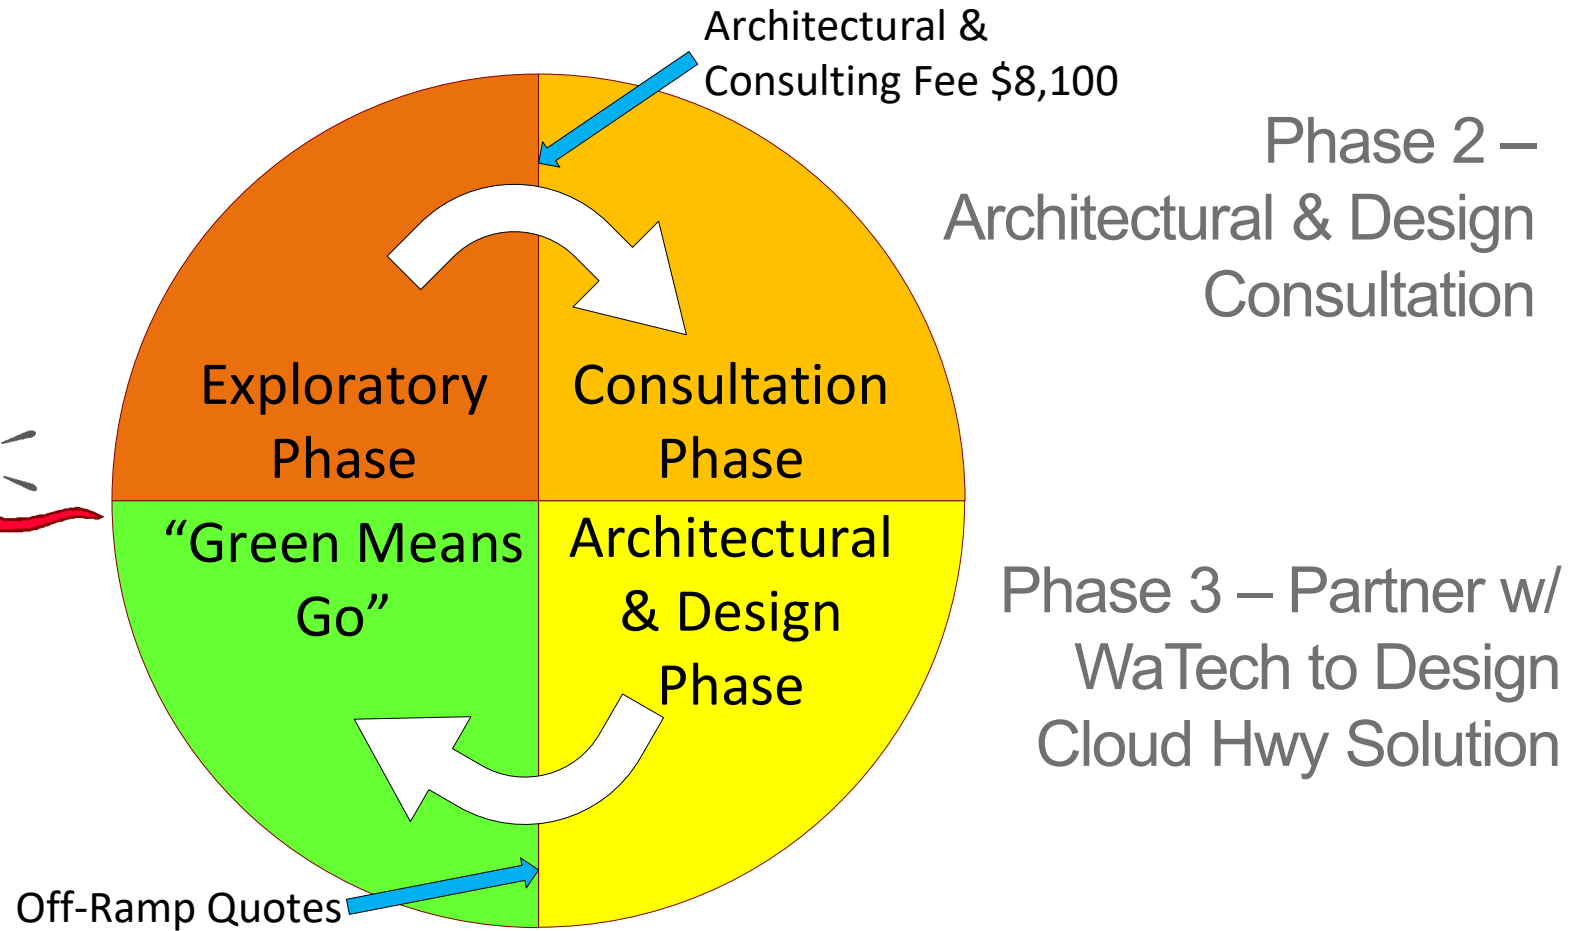 Architectural &
Consulting Fee $8,100
Phase 2 –
Architectural & Design
Consultation
Exploratory
Phase
Consultation
Phase
“Green Means
Go”
Architectural
& Design
Phase
Phase 3 – Partner w/
WaTech to Design
Cloud Hwy Solution
Off-Ramp Quotes